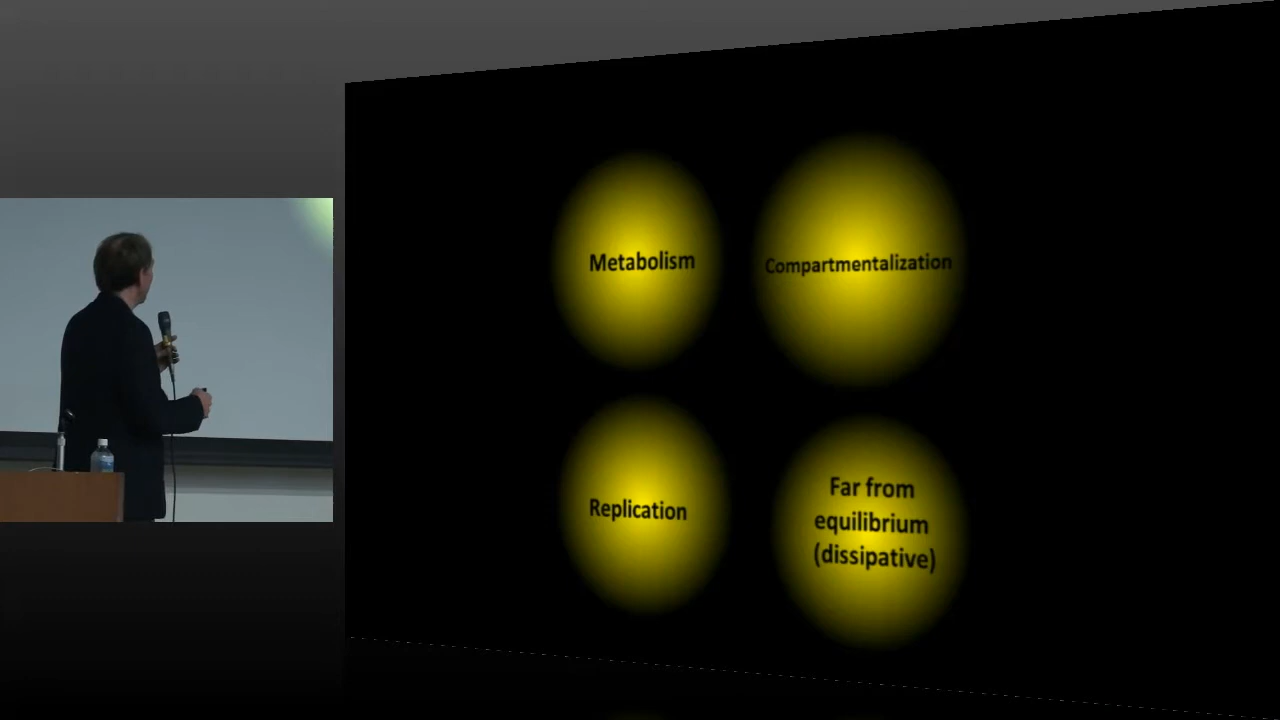 Metabolism
Compartmentalization
Replication
Far from
equilibrium
(dissipative)